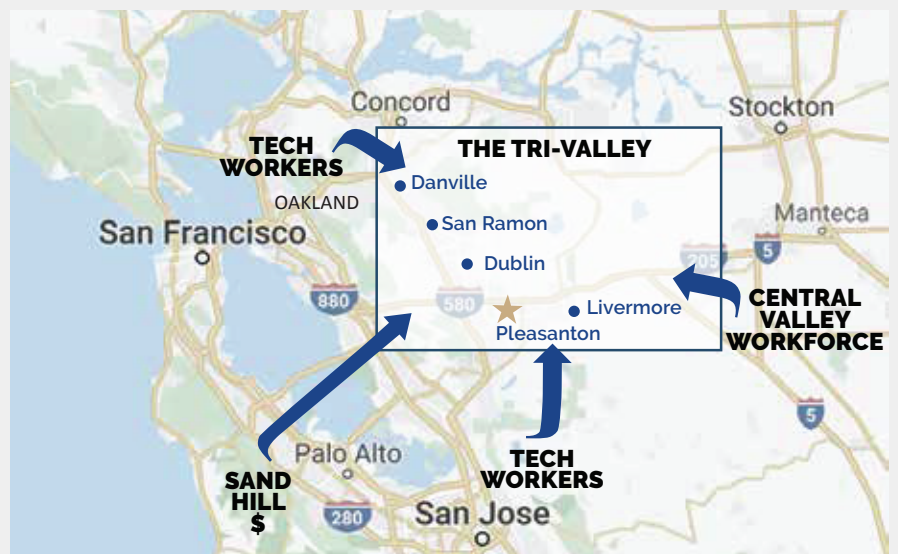 Concord
Stockton
TECH
WORKERS
THE TRI-VALLEY
Danville
OAKLAND
San Ramon
Manteca
San Francisco
Dublin
5
205
880
580
Livermore
Pleasanton
CENTRAL
VALLEY
WORKFORCE
5
Palo Alto
SAND
HILL
$
TECH
WORKERS
280
San Jose